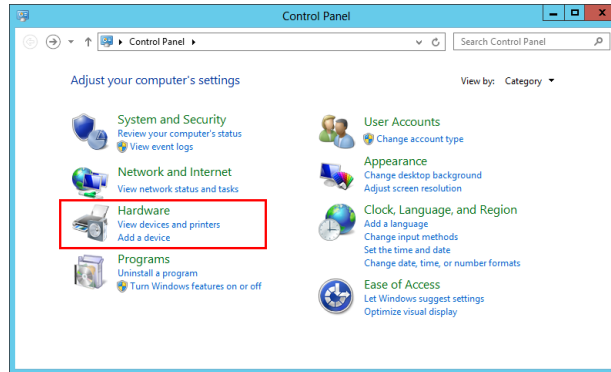 Control Panel
Control Panel
Search Control Panel
Adjust your computer's settings
View by: Category
System and Security
Review your computer's status
View event logs
Network and Internet
View network status and tasks
Hardware
View devices and printers
Add a device
Programs
Uninstall a program
Turn Windows features on or off
User Accounts
Change account type
Appearance
Change desktop background
Adjust screen resolution
Clock, Language, and Region
Add a language
Change input methods
Set the time and date
Change date, time, or number formats
Ease of Access
Let Windows suggest settings
Optimize visual display